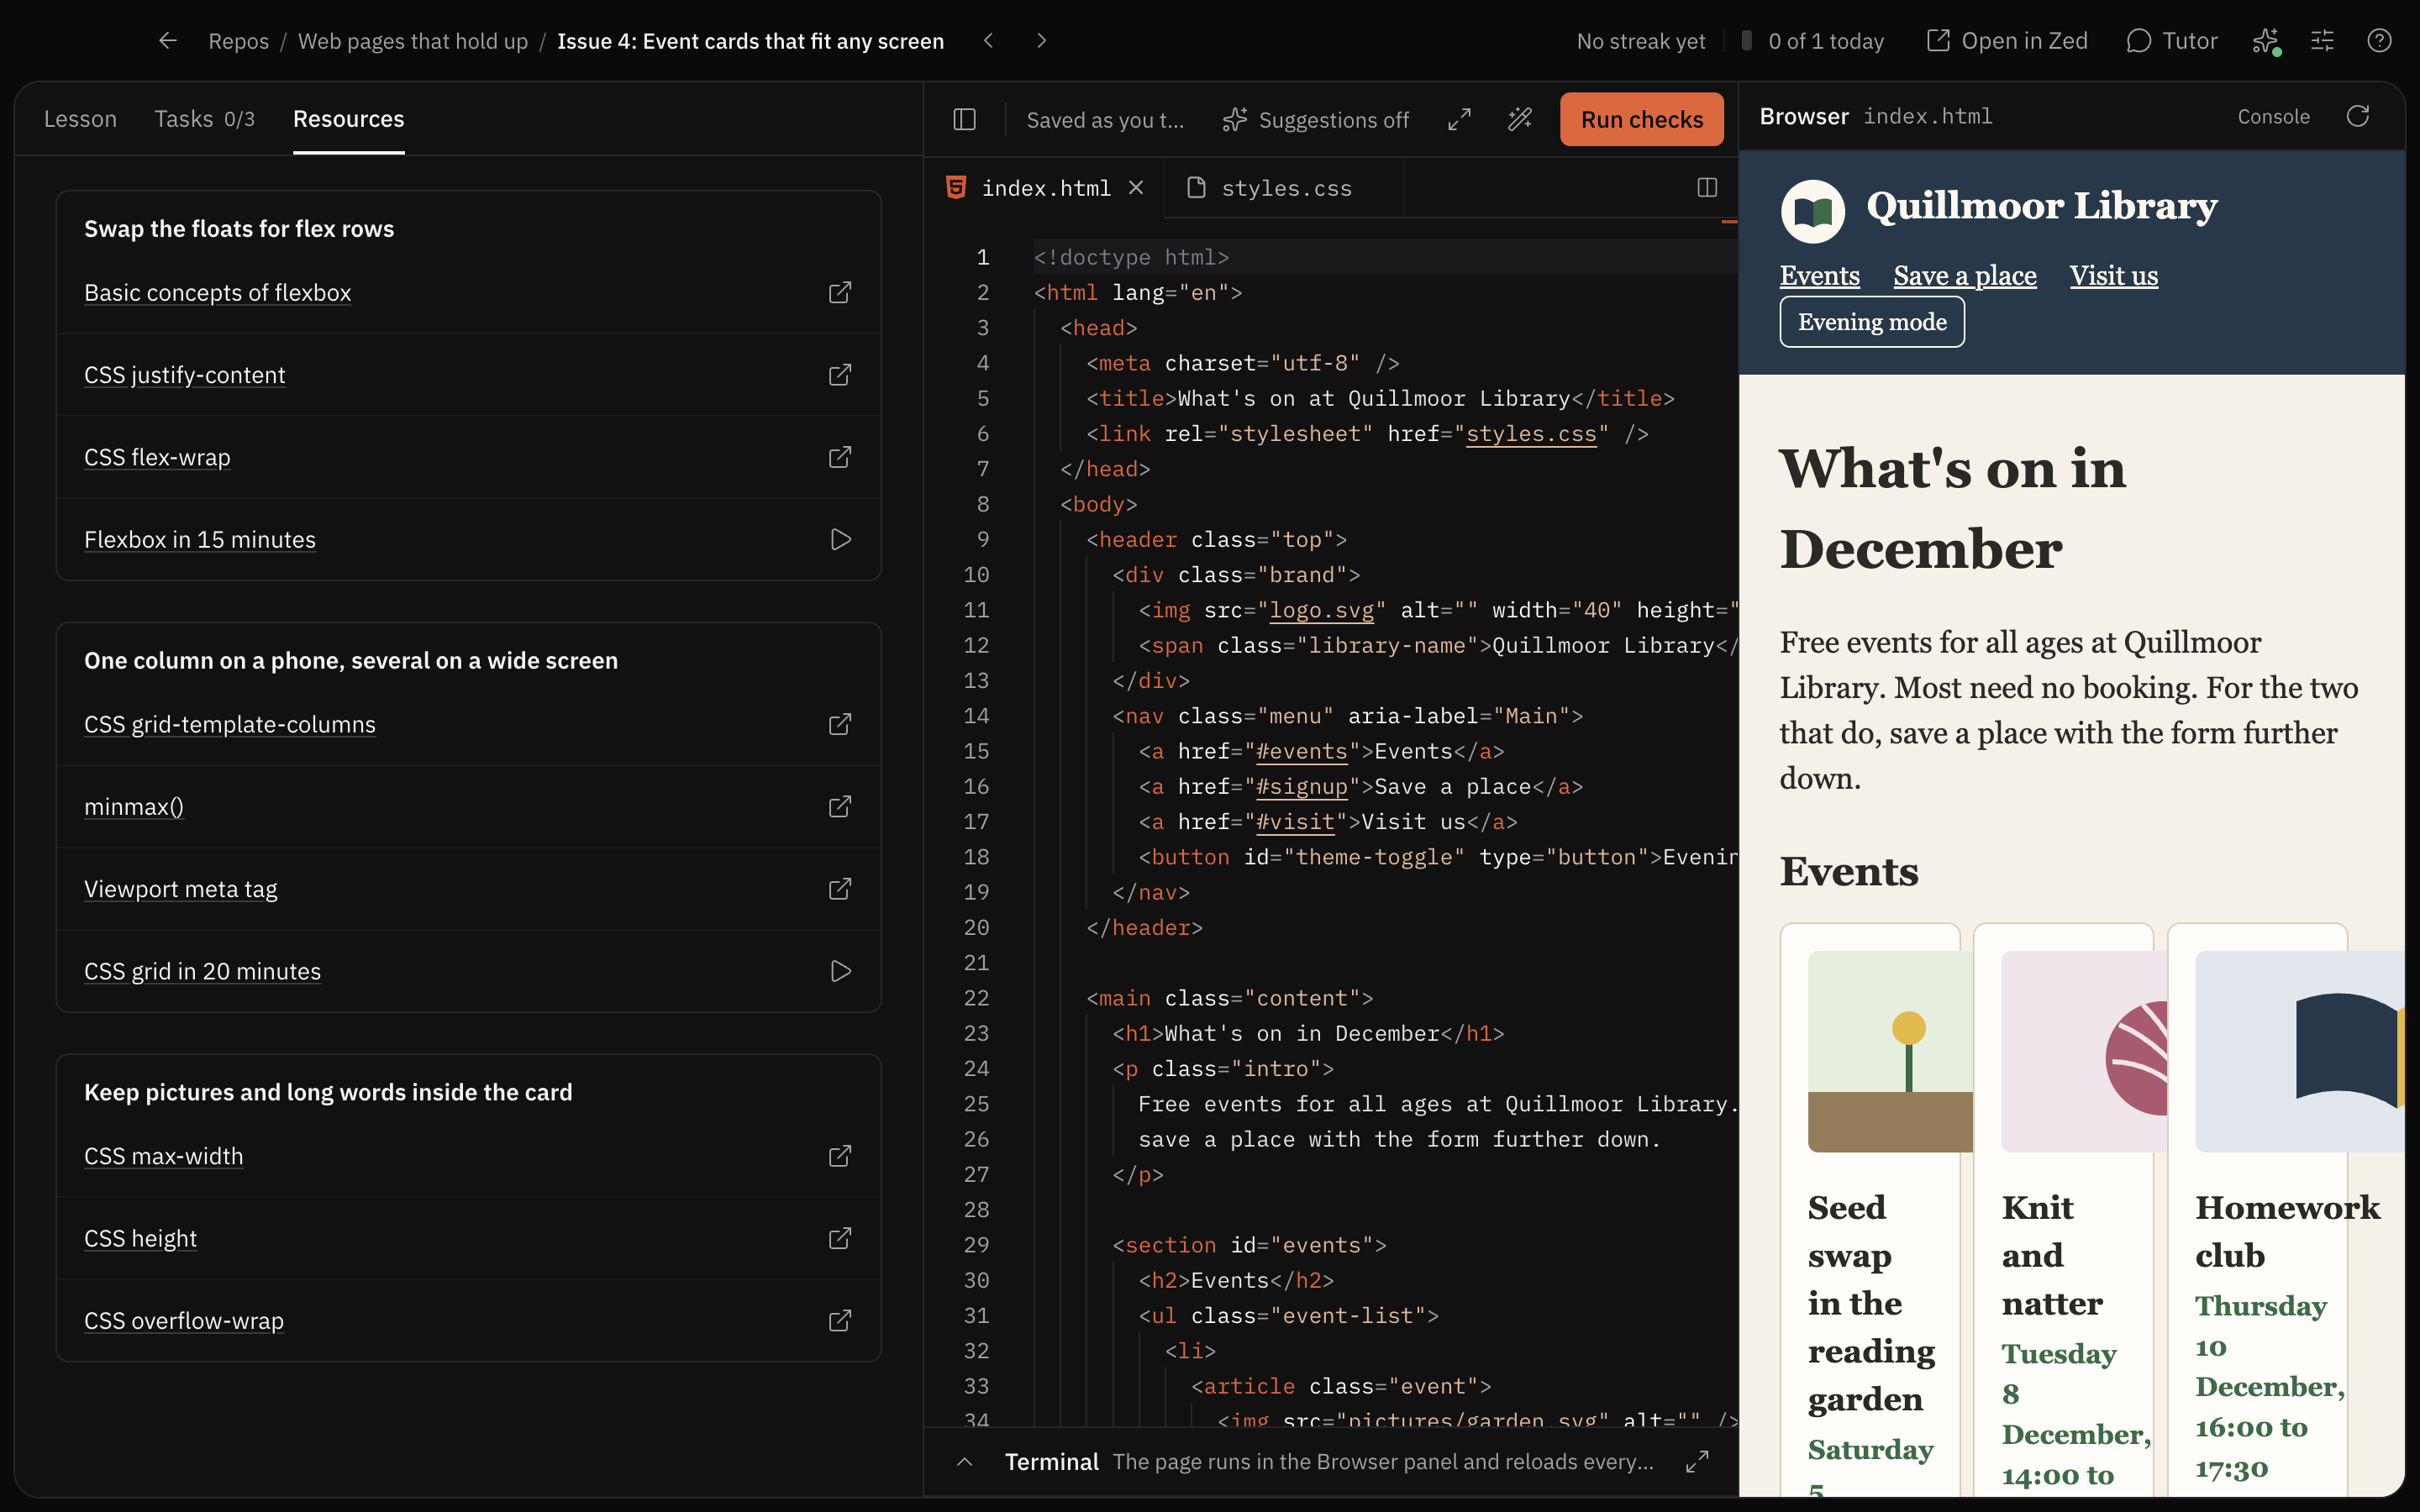 Repos / Web pages that hold up / Issue 4: Event cards that fit any screen
No streak yet
0 of 1 today
Open in Zed
Tutor
Lesson
Tasks 0/3
Resources
Swap the floats for flex rows
Basic concepts of flexbox
CSS justify-content
CSS flex-wrap
Flexbox in 15 minutes
One column on a phone, several on a wide screen
CSS grid-template-columns
minmax()
Viewport meta tag
CSS grid in 20 minutes
Keep pictures and long words inside the card
CSS max-width
CSS height
CSS overflow-wrap
Saved as you t...
Suggestions off
Run checks
index.html
styles.css
1 <!doctype html>
2 <html lang="en">
3 <head>
4 <meta charset="utf-8" />
5 <title>What's on at Quillmoor Library</title>
6 <link rel="stylesheet" href="styles.css" />
7 </head>
8 <body>
9 <header class="top">
10 <div class="brand">
11 <img src="logo.svg" alt="" width="40" height="
12 <span class="library-name">Quillmoor Library</
13 </div>
14 <nav class="menu" aria-label="Main">
15 <a href="#events">Events</a>
16 <a href="#signup">Save a place</a>
17 <a href="#visit">Visit us</a>
18 <button id="theme-toggle" type="button">Evenin
19 </nav>
20 </header>
21
22 <main class="content">
23 <h1>What's on in December</h1>
24 <p class="intro">
25 Free events for all ages at Quillmoor Library.
26 save a place with the form further down.
27 </p>
28
29 <section id="events">
30 <h2>Events</h2>
31 <ul class="event-list">
32 <li>
33 <article class="event">
34 <img src="pictures/garden.svg" alt="" />
Terminal The page runs in the Browser panel and reloads every...
Browser index.html
Console
Quillmoor Library
Events Save a place Visit us
Evening mode
What's on in
December
Free events for all ages at Quillmoor
Library. Most need no booking. For the two
that do, save a place with the form further
down.
Events
Seed
swap
in the
reading
garden
Saturday
5
Knit
and
natter
Tuesday
8
December,
14:00 to
Homework
club
Thursday
10
December,
16:00 to
17:30